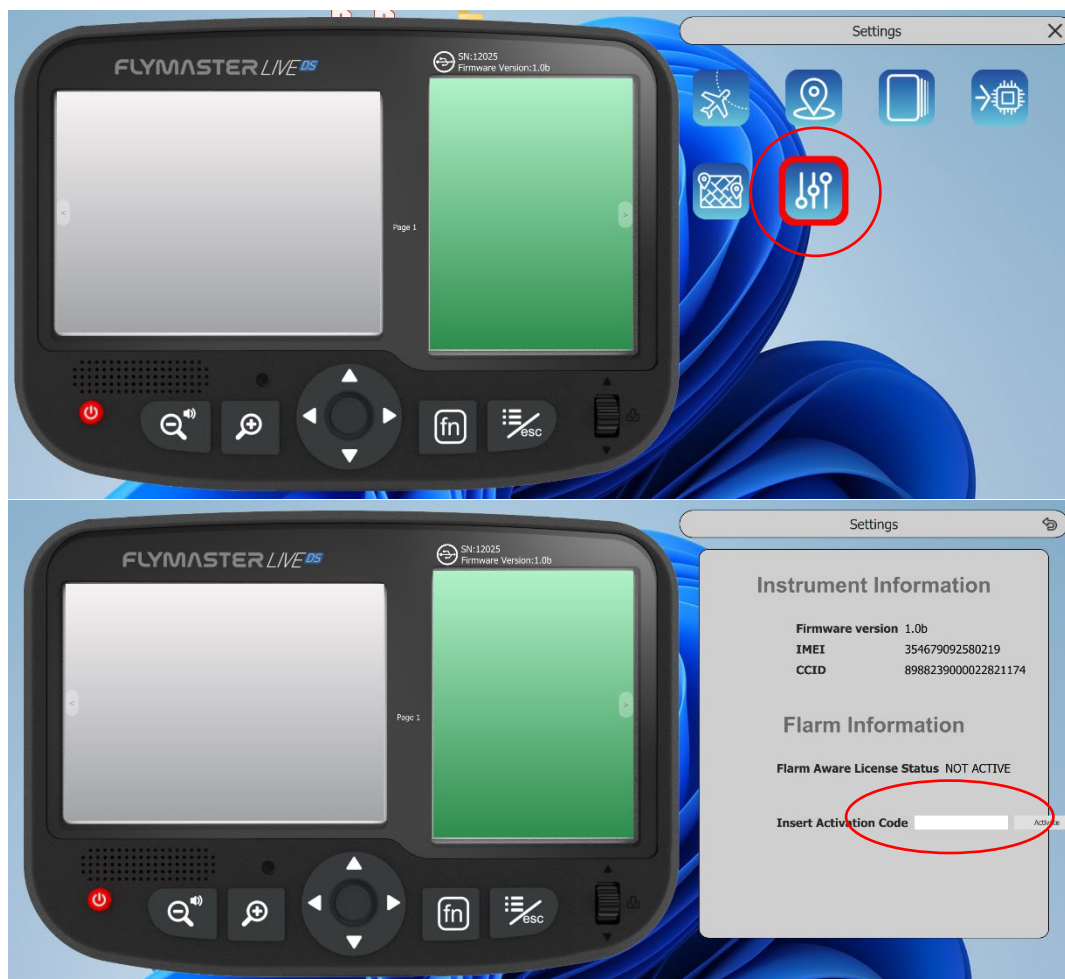 FLYMASTER LIVE DS
SN:12025
Firmware Version:1.0b
Settings
<
Page 1
>
fn
esc
FLYMASTER LIVE DS
SN:12025
Firmware Version:1.0b
Settings
Instrument Information
Firmware version 1.0b
IMEI 354679092580219
CCID 8988239000022821174
Flarm Information
<
Page 1
>
Flarm Aware License Status NOT ACTIVE
Insert Activation Code
Activate
fn
esc